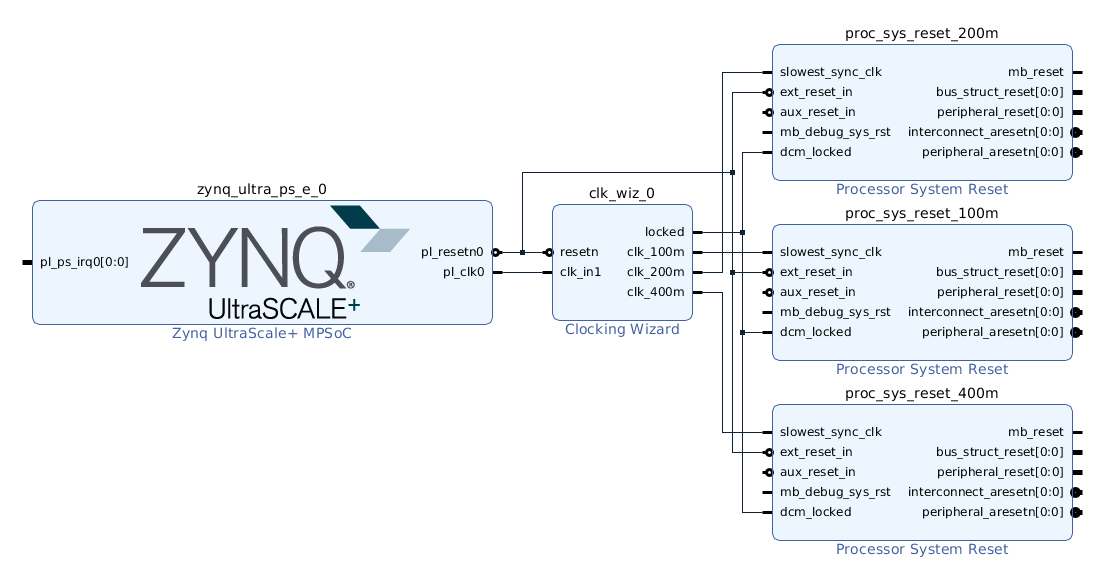 zynq_ultra_ps_e_0
pl_ps_irq0[0:0]
ZYNQ®
UltraSCALE+
pl_resetn0
pl_clk0
Zynq UltraScale+ MPSoC
clk_wiz_0
resetn
clk_in1
locked
clk_100m
clk_200m
clk_400m
Clocking Wizard
proc_sys_reset_200m
slowest_sync_clk mb_reset
ext_reset_in bus_struct_reset[0:0]
aux_reset_in peripheral_reset[0:0]
mb_debug_sys_rst interconnect_aresetn[0:0]
dcm_locked peripheral_aresetn[0:0]
Processor System Reset
proc_sys_reset_100m
slowest_sync_clk mb_reset
ext_reset_in bus_struct_reset[0:0]
aux_reset_in peripheral_reset[0:0]
mb_debug_sys_rst interconnect_aresetn[0:0]
dcm_locked peripheral_aresetn[0:0]
Processor System Reset
proc_sys_reset_400m
slowest_sync_clk mb_reset
ext_reset_in bus_struct_reset[0:0]
aux_reset_in peripheral_reset[0:0]
mb_debug_sys_rst interconnect_aresetn[0:0]
dcm_locked peripheral_aresetn[0:0]
Processor System Reset